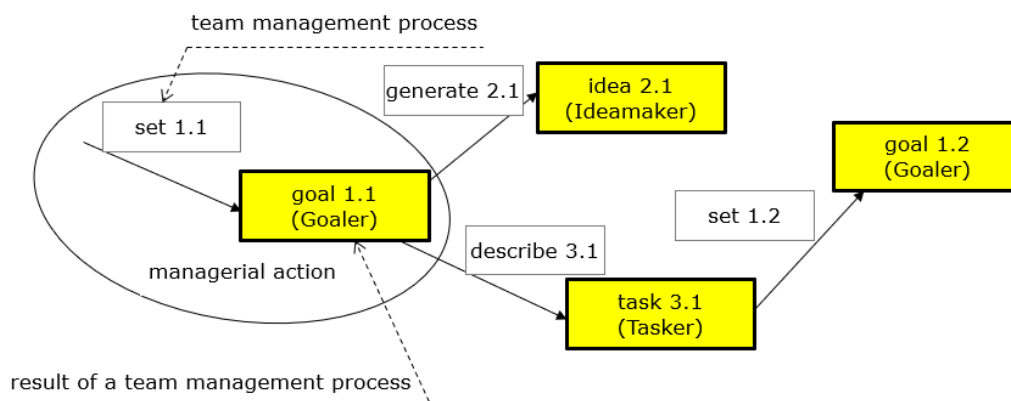 team management process
set 1.1
generate 2.1
idea 2.1
(Ideamaker)
goal 1.2
(Goaler)
goal 1.1
(Goaler)
set 1.2
describe 3.1
managerial action
task 3.1
(Tasker)
result of a team management process